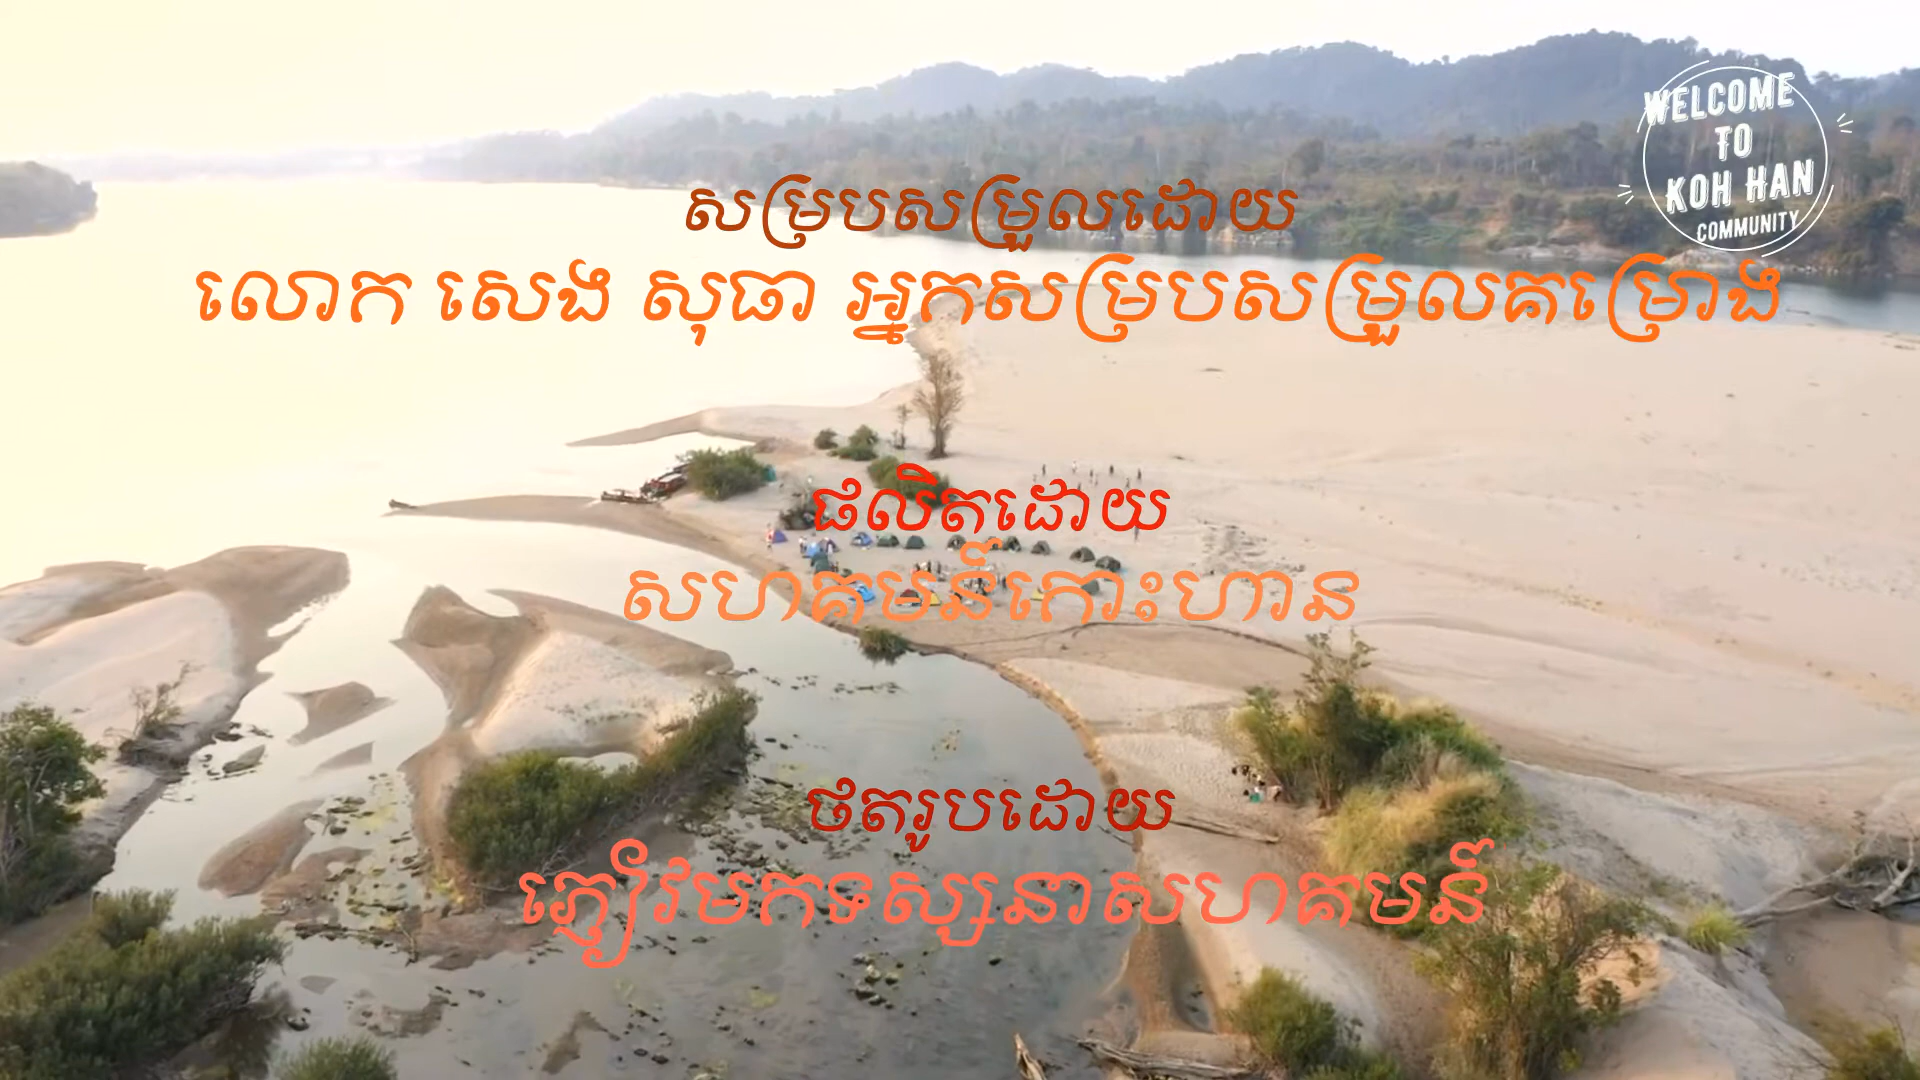 WELCOME
TO
KOH HAN
COMMUNITY
សម្របសម្រួលដោយ
លោក សេង សុធា អ្នកសម្របសម្រួលគម្រោង
ផលិតដោយ
សហគមន៍កោះហាន
ថតរូបដោយ
ភ្ញៀវមកទស្សនាសហគមន៍